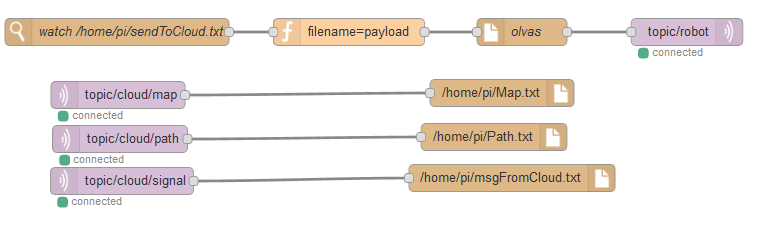 watch /home/pi/sendToCloud.txt
filename=payload
olvas
topic/robot
connected
topic/cloud/map
/home/pi/Map.txt
connected
topic/cloud/path
/home/pi/Path.txt
connected
topic/cloud/signal
/home/pi/msgFromCloud.txt
connected